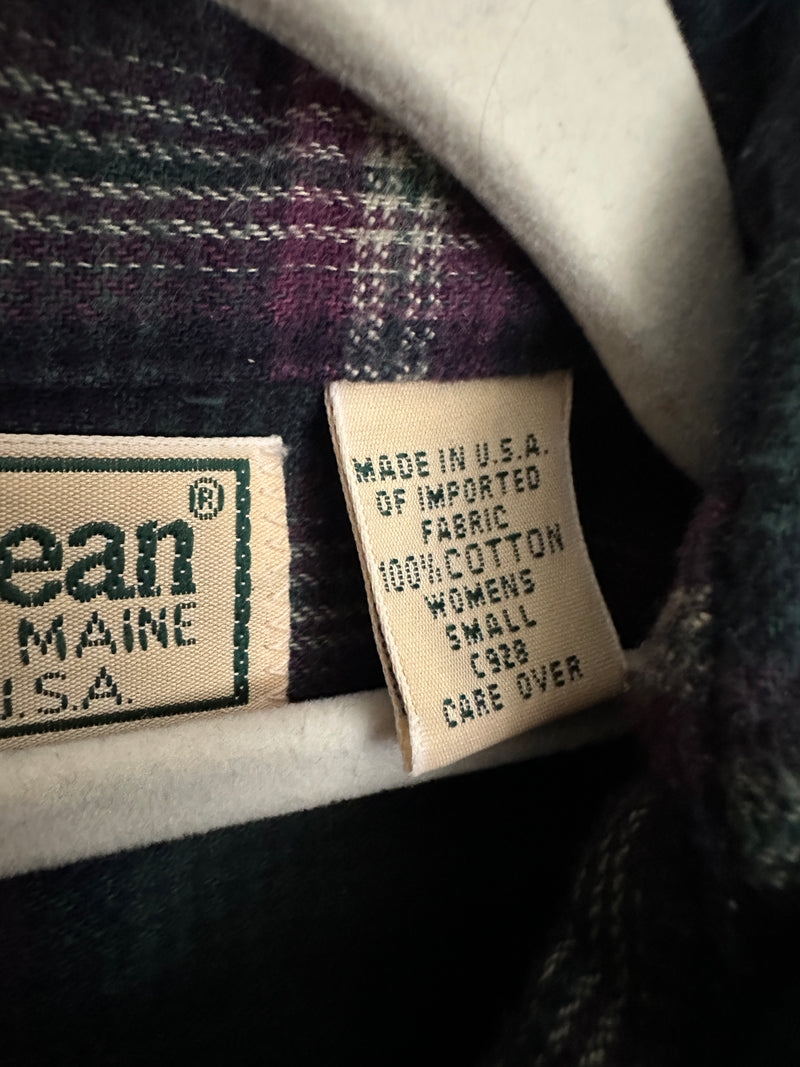 ean®
MAINE
U.S.A.
MADE IN U.S.A.
OF IMPORTED
FABRIC
100% COTTON
WOMENS
SMALL
C928
CARE OVER